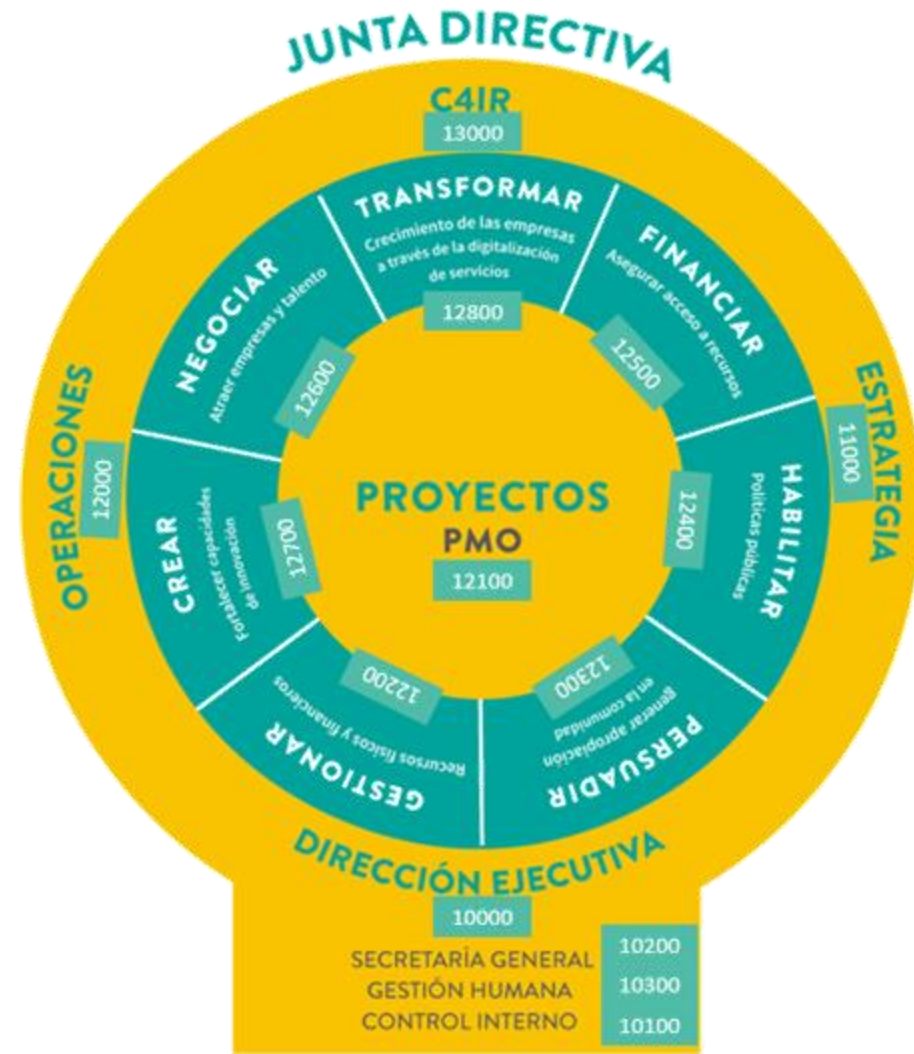 JUNTA DIRECTIVA
C4IR
13000
TRANSFORMAR
Crecimiento de las empresas
a través de la digitalización
de servicios
12800
FINANCIAR
Asegurar acceso a recursos
12500
ESTRATEGIA
11000
HABILITAR
Políticas públicas
12400
PERSUADIR
generar apropiación
en la comunidad
12300
GESTIONAR
Recursos físicos y financieros
12200
CREAR
Fortalecer capacidades
de innovación
12700
OPERACIONES
12000
NEGOCIAR
Atraer empresas y talento
12600
PROYECTOS
PMO
12100
DIRECCIÓN EJECUTIVA
10000
SECRETARÍA GENERAL 10200
GESTIÓN HUMANA 10300
CONTROL INTERNO 10100